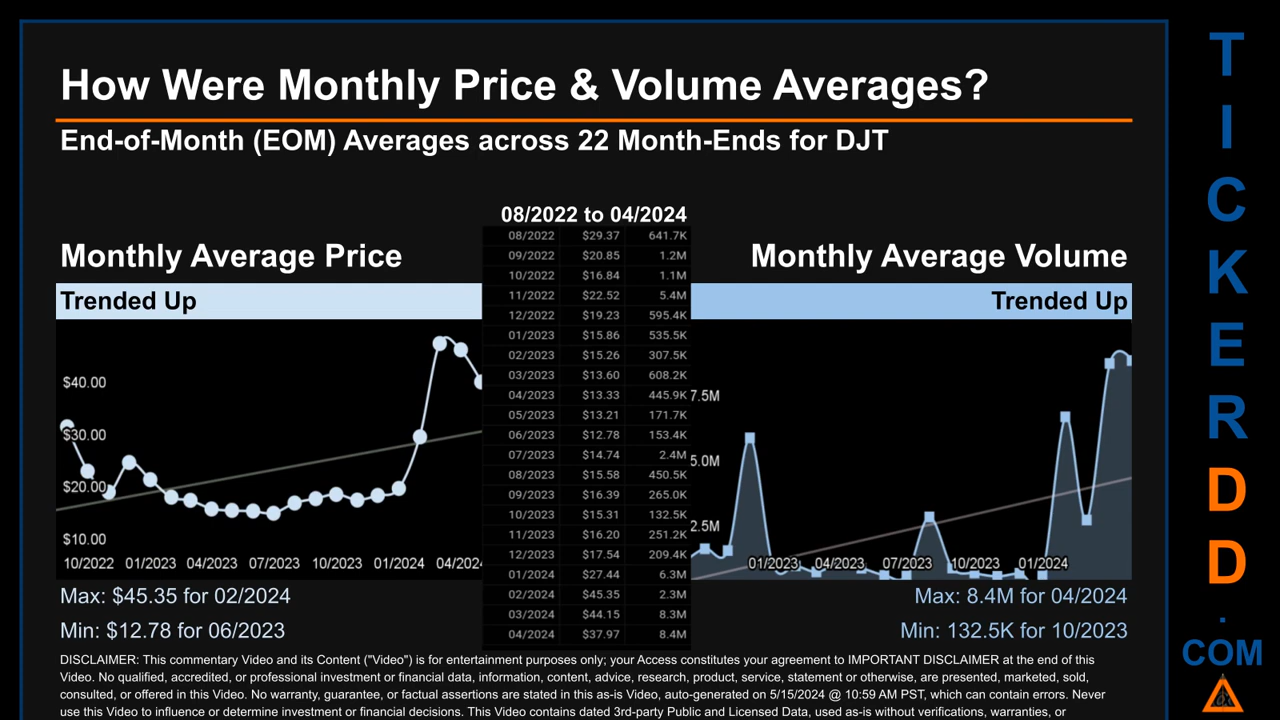 How Were Monthly Price & Volume Averages?
End-of-Month (EOM) Averages across 22 Month-Ends for DJT
08/2022 to 04/2024
Monthly Average Price
Monthly Average Volume
Trended Up
Trended Up
08/2022 $29.37 641.7K
09/2022 $20.85 1.2M
10/2022 $16.84 1.1M
11/2022 $22.52 5.4M
12/2022 $19.23 595.4K
01/2023 $15.86 535.5K
02/2023 $15.26 307.5K
03/2023 $13.60 608.2K
04/2023 $13.33 445.9K
05/2023 $13.21 171.7K
06/2023 $12.78 153.4K
07/2023 $14.74 2.4M
08/2023 $15.58 450.5K
09/2023 $16.39 265.0K
10/2023 $15.31 132.5K
11/2023 $16.20 251.2K
12/2023 $17.54 209.4K
01/2024 $27.44 6.3M
02/2024 $45.35 2.3M
03/2024 $44.15 8.3M
04/2024 $37.97 8.4M
$40.00
$30.00
$20.00
$10.00
10/2022 01/2023 04/2023 07/2023 10/2023 01/2024 04/202
7.5M
5.0M
2.5M
01/2023 04/2023 07/2023 10/2023 01/2024
Max: $45.35 for 02/2024
Min: $12.78 for 06/2023
Max: 8.4M for 04/2024
Min: 132.5K for 10/2023
DISCLAIMER: This commentary Video and its Content ("Video") is for entertainment purposes only; your Access constitutes your agreement to IMPORTANT DISCLAIMER at the end of this
Video. No qualified, accredited, or professional investment or financial data, information, content, advice, research, product, service, statement or otherwise, are presented, marketed, sold,
consulted, or offered in this Video. No warranty, guarantee, or factual assertions are stated in this as-is Video, auto-generated on 5/15/2024 @ 10:59 AM PST, which can contain errors. Never
use this Video to influence or determine investment or financial decisions. This Video contains dated 3rd-party Public and Licensed Data, used as-is without verifications, warranties, or
T
I
C
K
E
R
D
D
.
COM